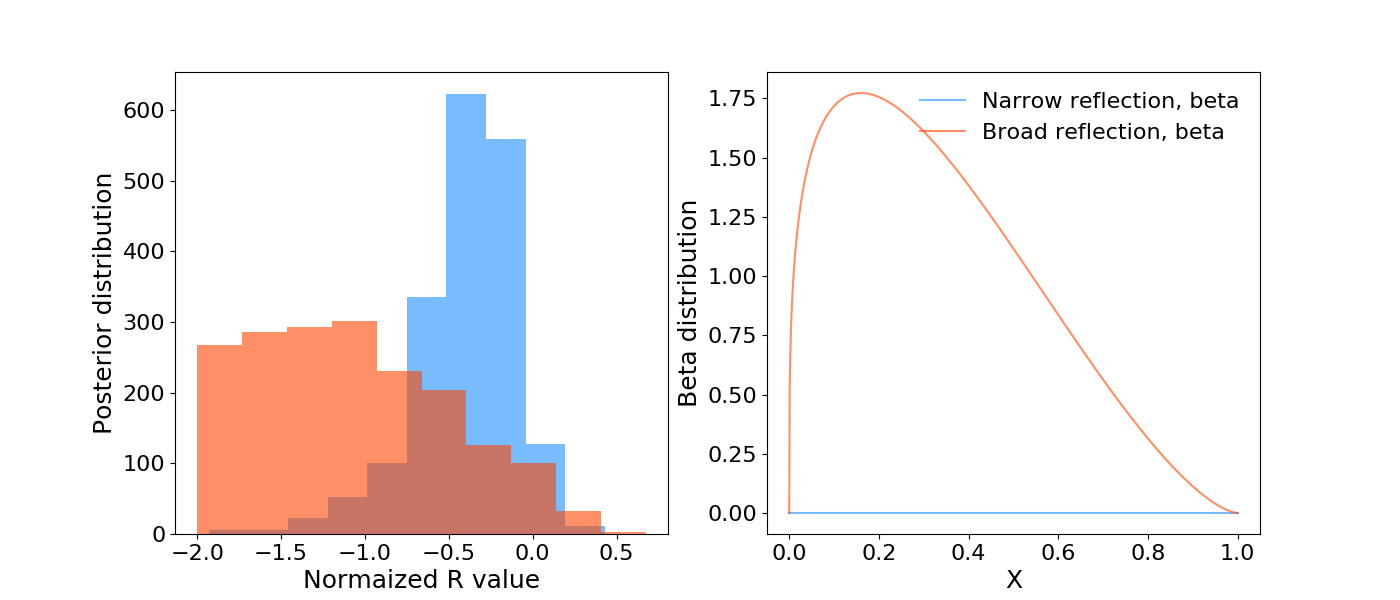 Posterior distribution
600
500
400
300
200
100
0
−2.0 −1.5 −1.0 −0.5 0.0 0.5
Normaized R value
Beta distribution
1.75
1.50
1.25
1.00
0.75
0.50
0.25
0.00
0.0 0.2 0.4 0.6 0.8 1.0
X
Narrow reflection, beta
Broad reflection, beta